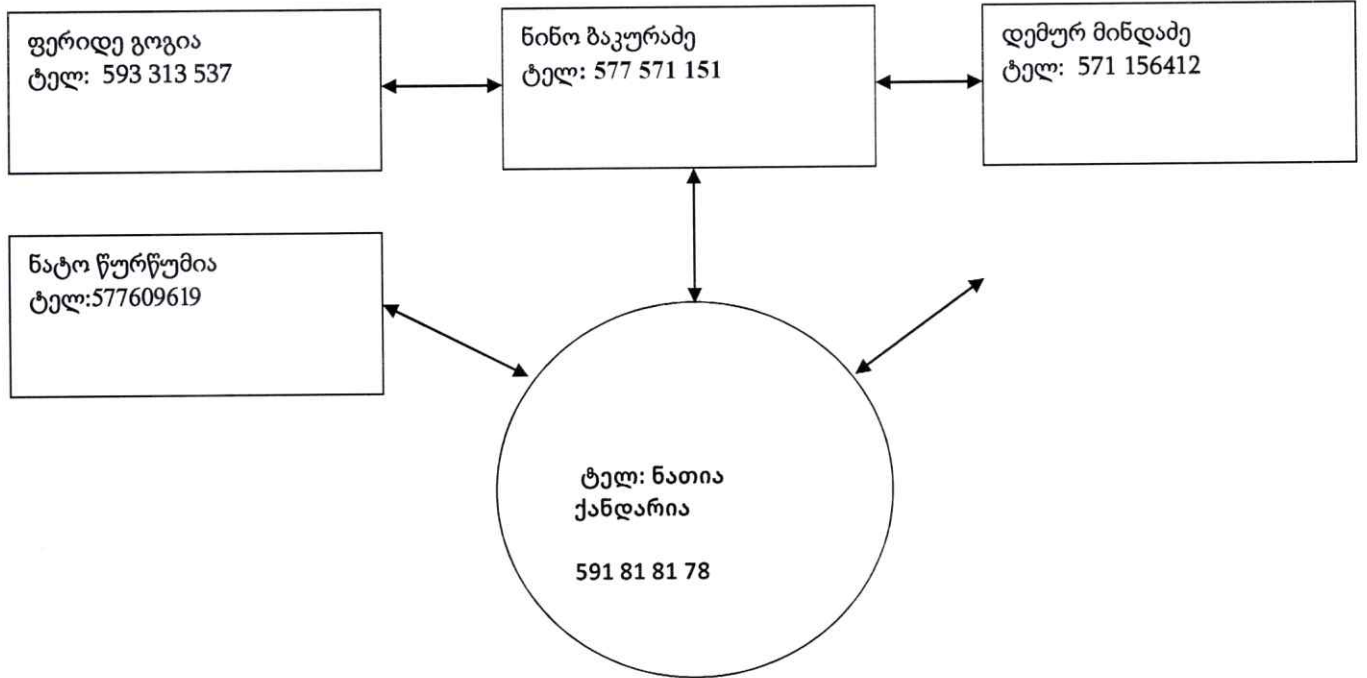 ფერიდე გოგია
ტელ: 593 313 537
ნინო ბაკურაძე
ტელ: 577 571 151
დემურ მინდაძე
ტელ: 571 156412
ნატო წურწუმია
ტელ:577609619
ტელ: ნათია
ქანდარია
591 81 81 78